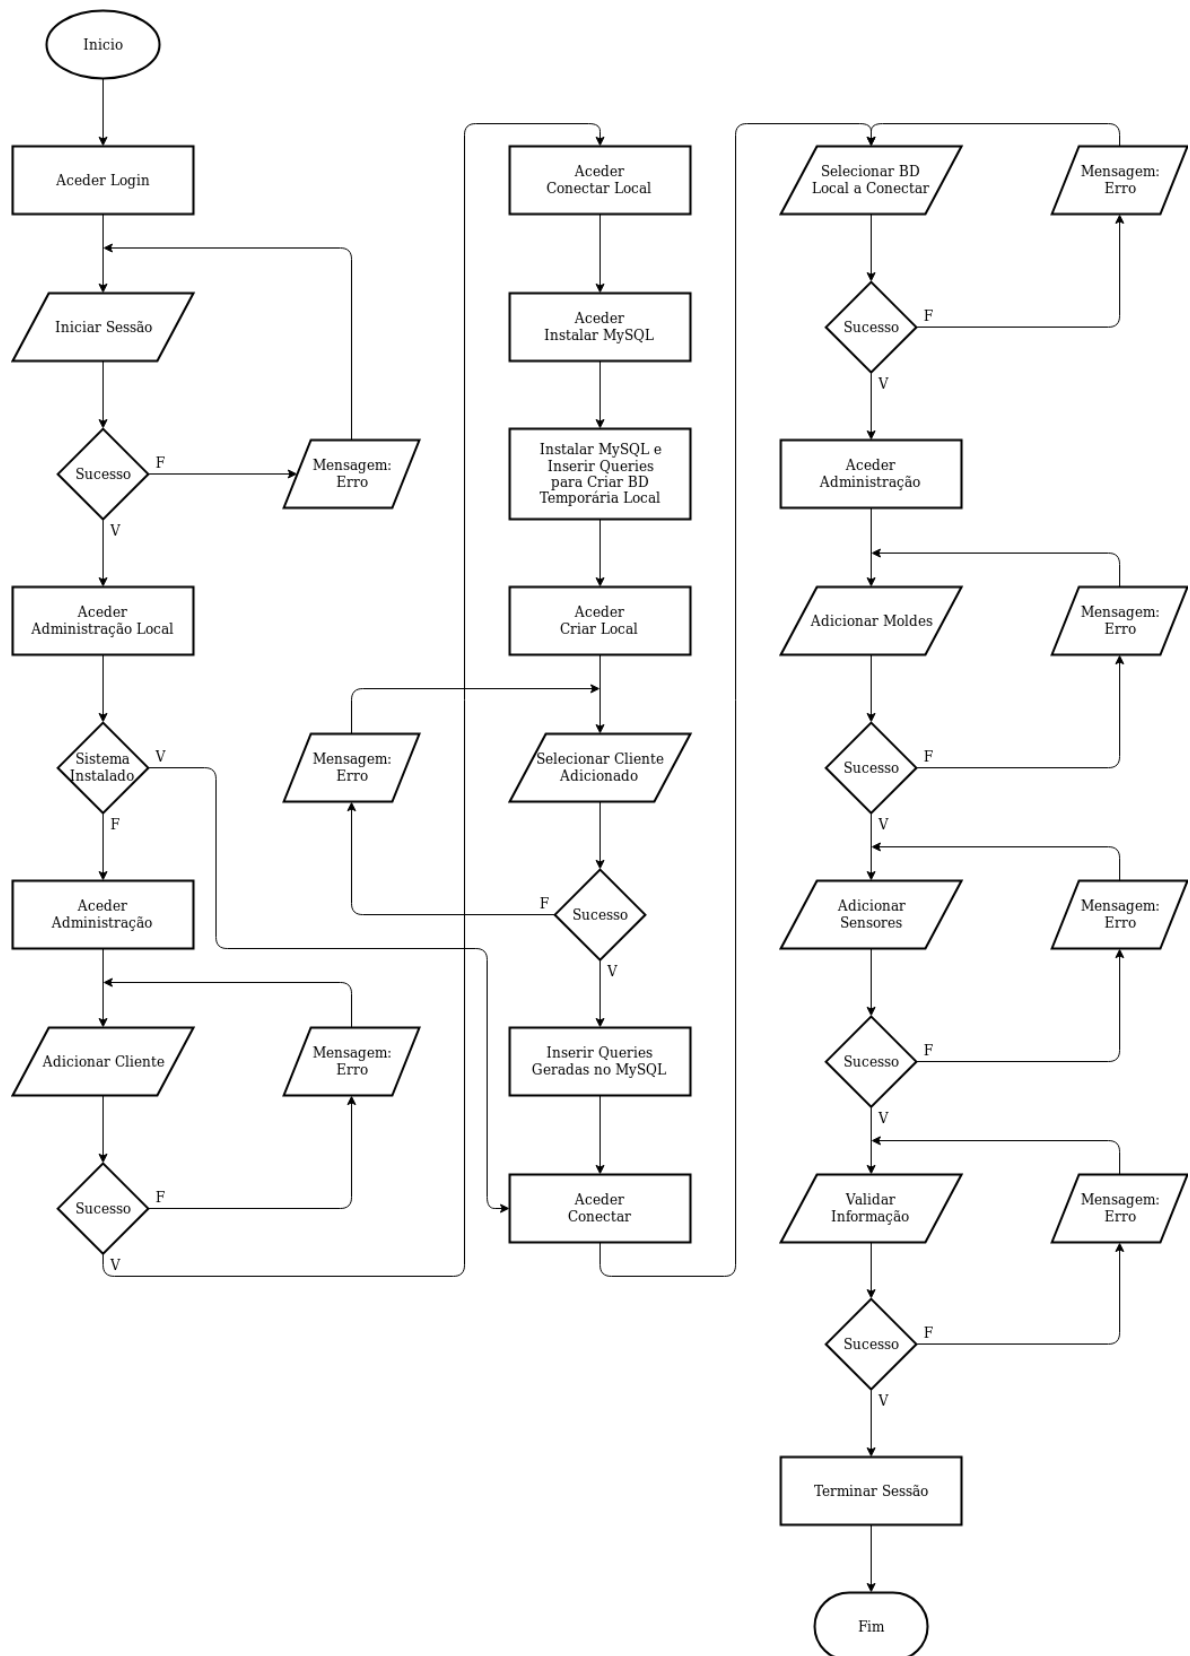 Inicio
Aceder Login
Iniciar Sessão
Sucesso
F
Mensagem:
Erro
V
Aceder
Administração Local
Sistema
Instalado
V
F
Aceder
Administração
Adicionar Cliente
Mensagem:
Erro
Sucesso
F
V
Aceder
Conectar Local
Aceder
Instalar MySQL
Instalar MySQL e
Inserir Queries
para Criar BD
Temporária Local
Aceder
Criar Local
Mensagem:
Erro
Selecionar Cliente
Adicionado
F
Sucesso
V
Inserir Queries
Geradas no MySQL
Aceder
Conectar
Selecionar BD
Local a Conectar
Mensagem:
Erro
Sucesso
F
V
Aceder
Administração
Adicionar Moldes
Mensagem:
Erro
Sucesso
F
V
Adicionar
Sensores
Mensagem:
Erro
Sucesso
F
V
Validar
Informação
Mensagem:
Erro
Sucesso
F
V
Terminar Sessão
Fim